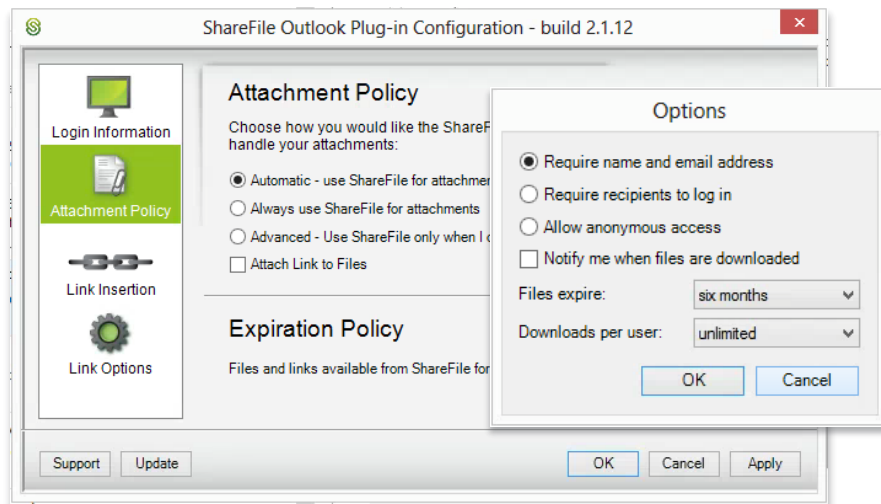 ShareFile Outlook Plug-in Configuration - build 2.1.12
Login Information
Attachment Policy
Link Insertion
Link Options
Attachment Policy
Choose how you would like the
handle your attachments:
Automatic - use ShareFile for
Always use ShareFile for attachments
Advanced - Use ShareFile only when I
Attach Link to Files
Expiration Policy
Files and links available from ShareFile for
Support
Update
OK
Cancel
Apply
Options
Require name and email address
Require recipients to log in
Allow anonymous access
Notify me when files are downloaded
Files expire: six months
Downloads per user: unlimited
OK
Cancel